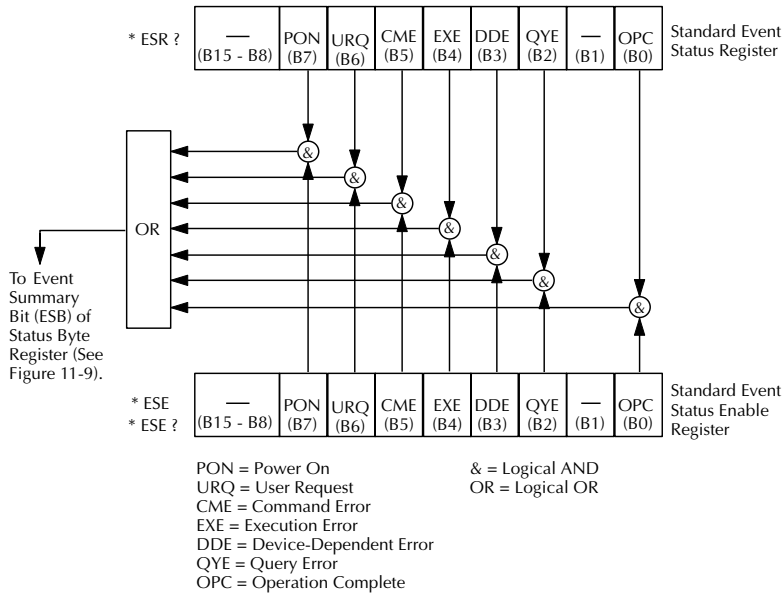 * ESR ?
— PON URQ CME EXE DDE QYE — OPC
(B15 - B8) (B7) (B6) (B5) (B4) (B3) (B2) (B1) (B0)
Standard Event
Status Register
&
&
&
&
&
&
&
OR
To Event
Summary
Bit (ESB) of
Status Byte
Register (See
Figure 11-9).
* ESE
* ESE ?
— PON URQ CME EXE DDE QYE — OPC
(B15 - B8) (B7) (B6) (B5) (B4) (B3) (B2) (B1) (B0)
Standard Event
Status Enable
Register
PON = Power On
URQ = User Request
CME = Command Error
EXE = Execution Error
DDE = Device-Dependent Error
QYE = Query Error
OPC = Operation Complete
& = Logical AND
OR = Logical OR